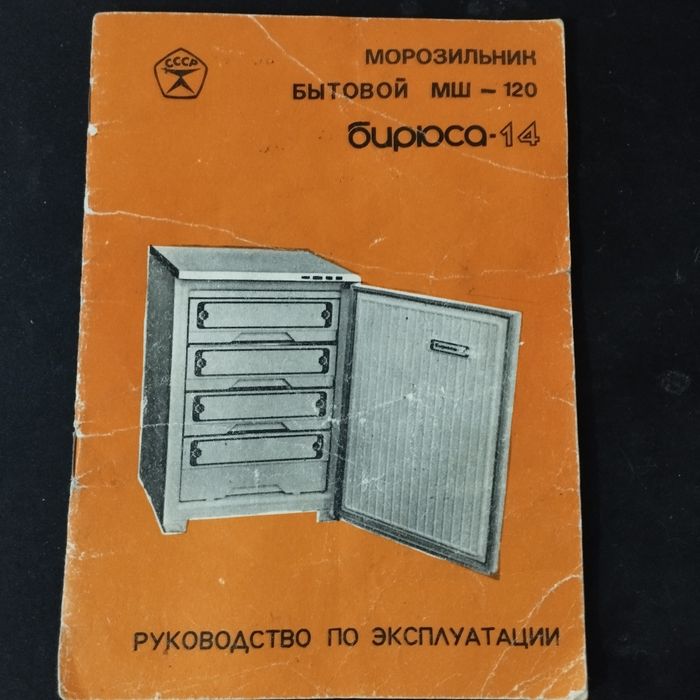 СССР
МОРОЗИЛЬНИК
БЫТОВОЙ МШ – 120
бирюса-14
РУКОВОДСТВО ПО ЭКСПЛУАТАЦИИ